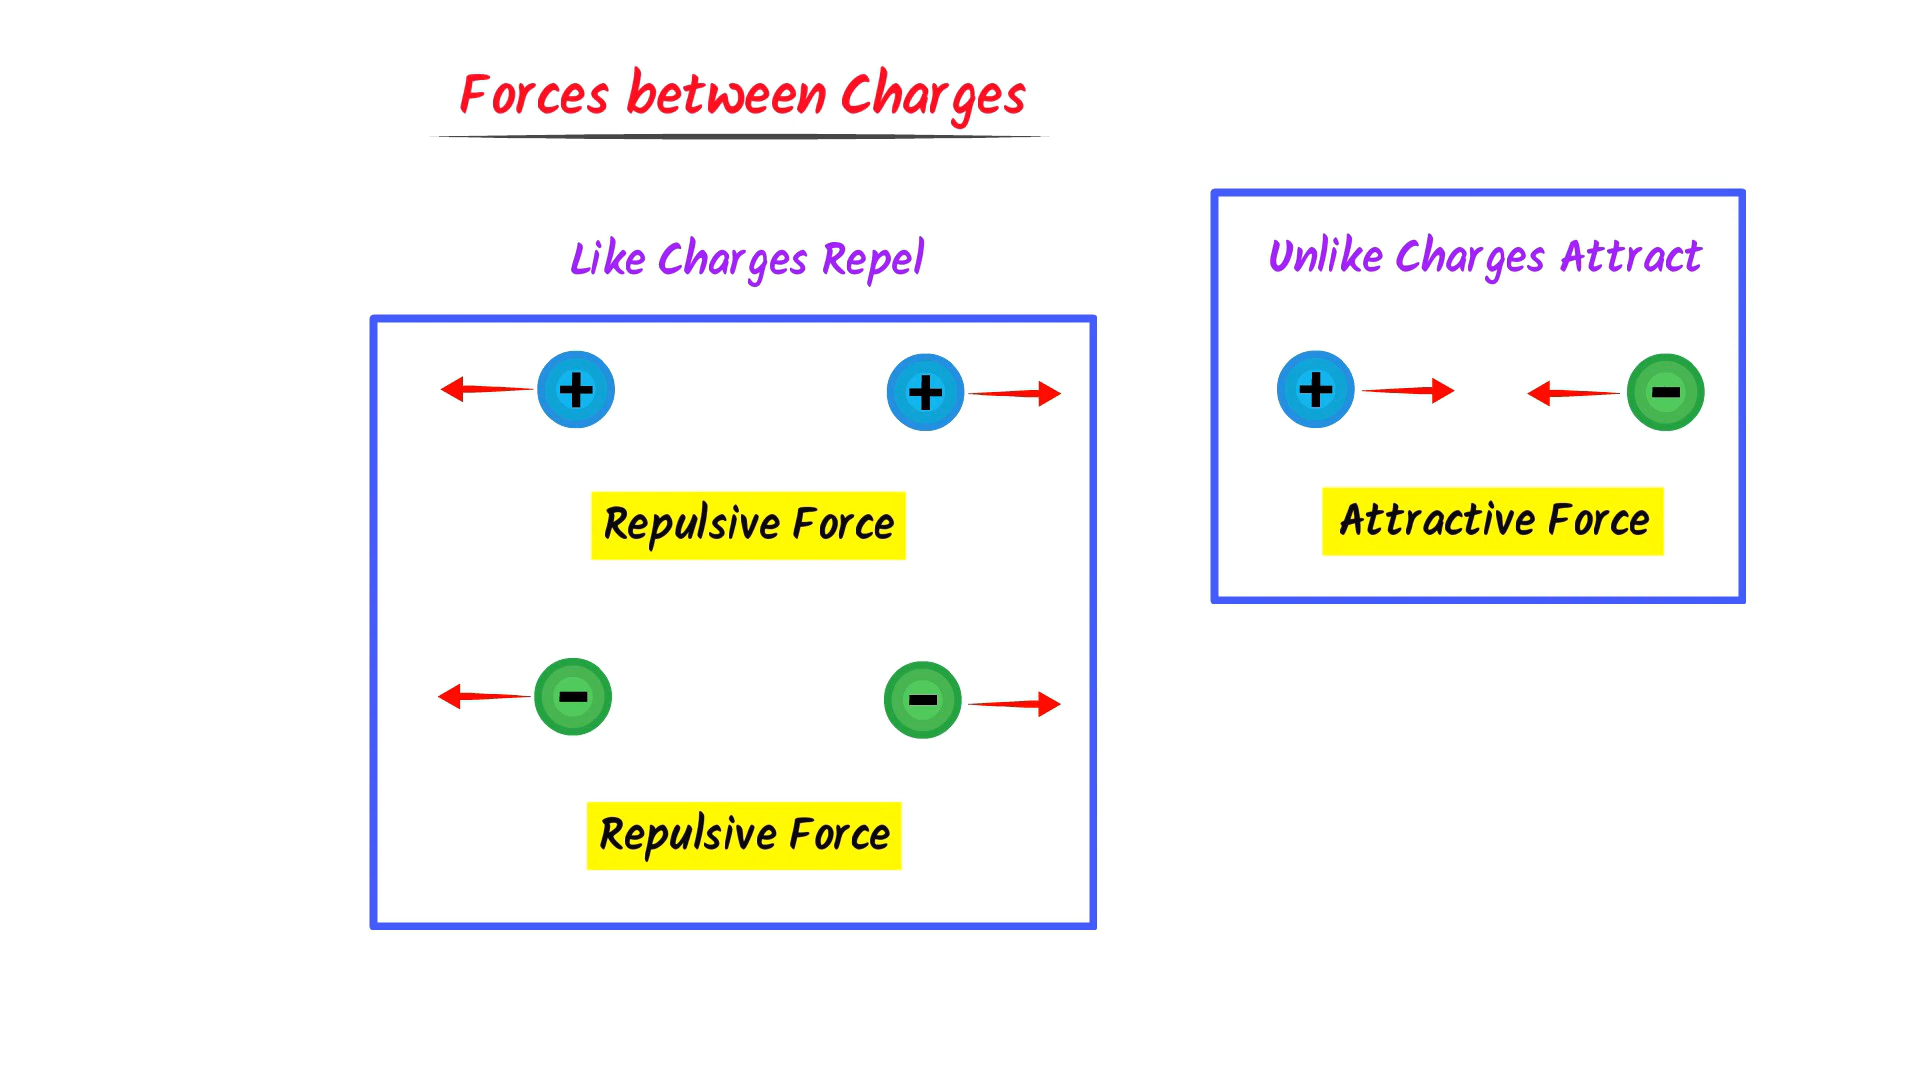 Forces between Charges
Like Charges Repel
+ +
Repulsive Force
- -
Repulsive Force
Unlike Charges Attract
+ -
Attractive Force